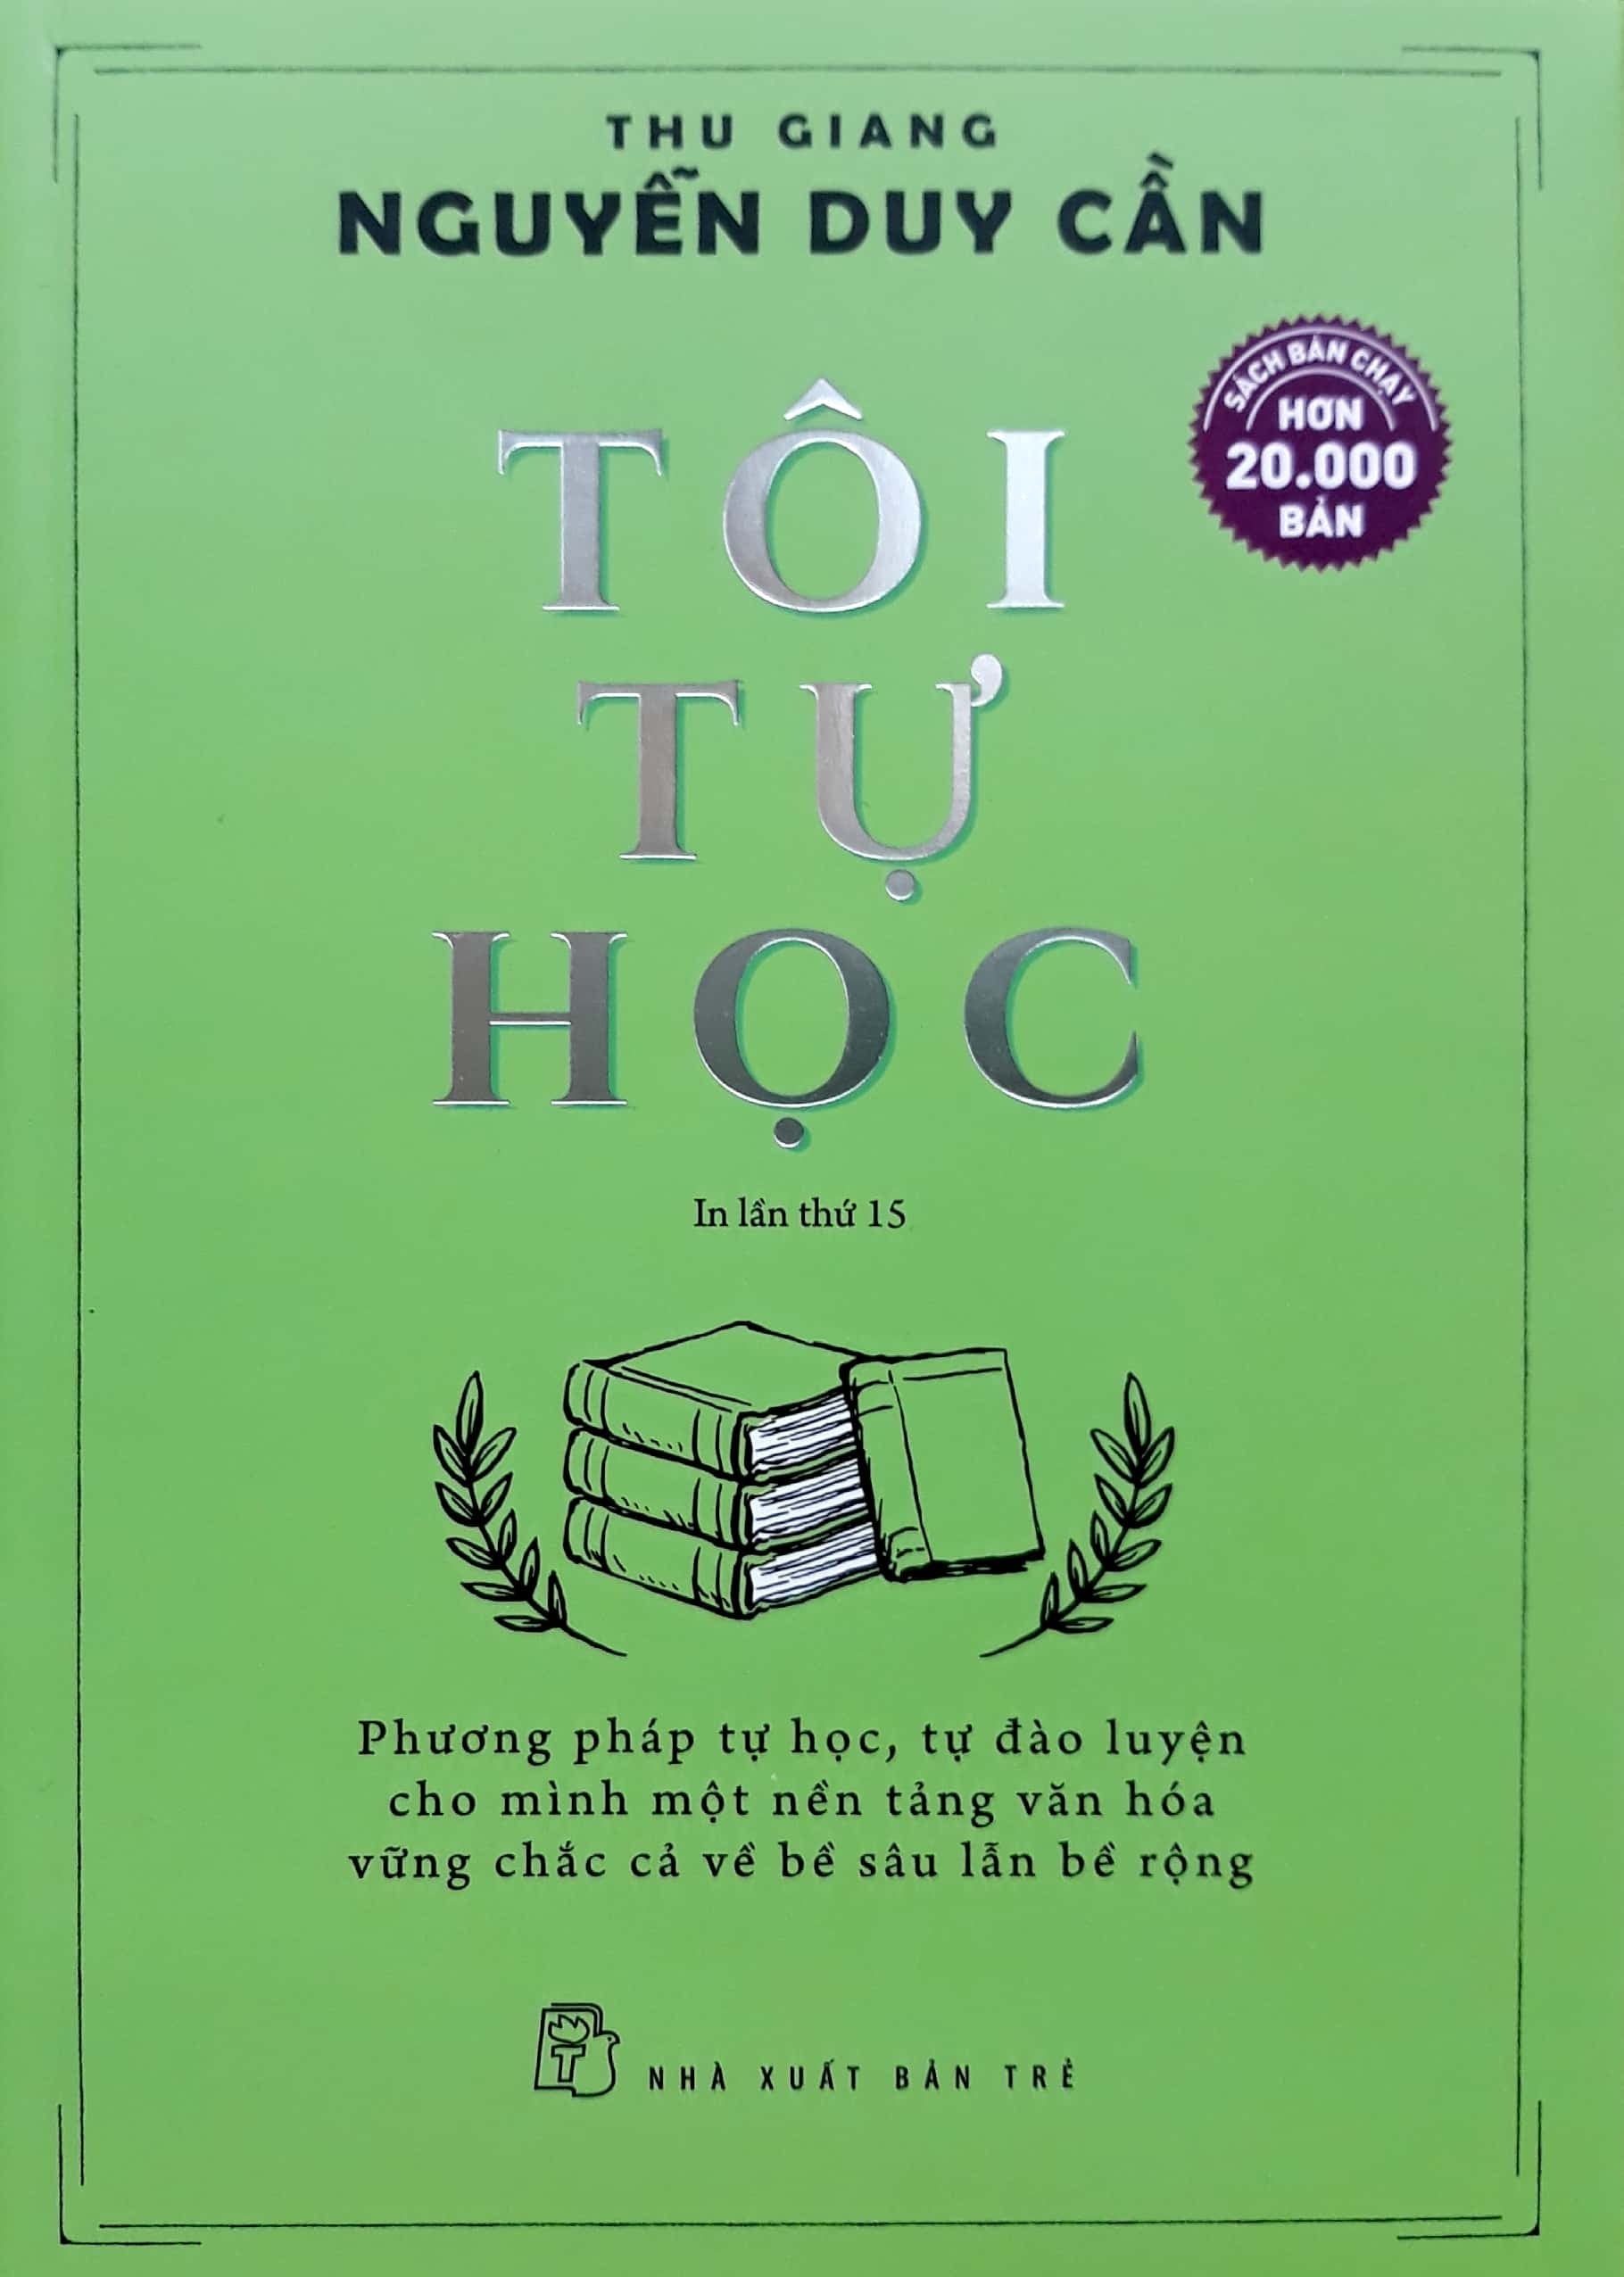 THU GIANG
NGUYỄN DUY CẦN
SÁCH BÁN CHẠY
HƠN
20.000
BẢN
TÔI
TỰ
HỌC
In lần thứ 15
Phương pháp tự học, tự đào luyện
cho mình một nền tảng văn hóa
vững chắc cả về bề sâu lẫn bề rộng
T
NHÀ XUẤT BẢN TRẺ